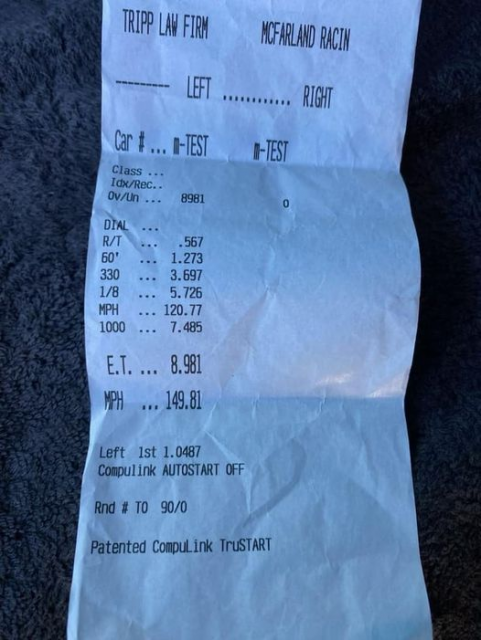 TRIPP LAW FIRM MCFARLAND RACIN
--------- LEFT ............ RIGHT
Car # ... m-TEST m-TEST
Class ...
Idx/Rec..
Ov/Un ... 8981 0
DIAL ...
R/T ... .567
60' ... 1.273
330 ... 3.697
1/8 ... 5.726
MPH ... 120.77
1000 ... 7.485
E.T. ... 8.981
MPH ... 149.81
Left 1st 1.0487
Compulink AUTOSTART OFF
Rnd # TO 90/0
Patented CompuLink TruSTART